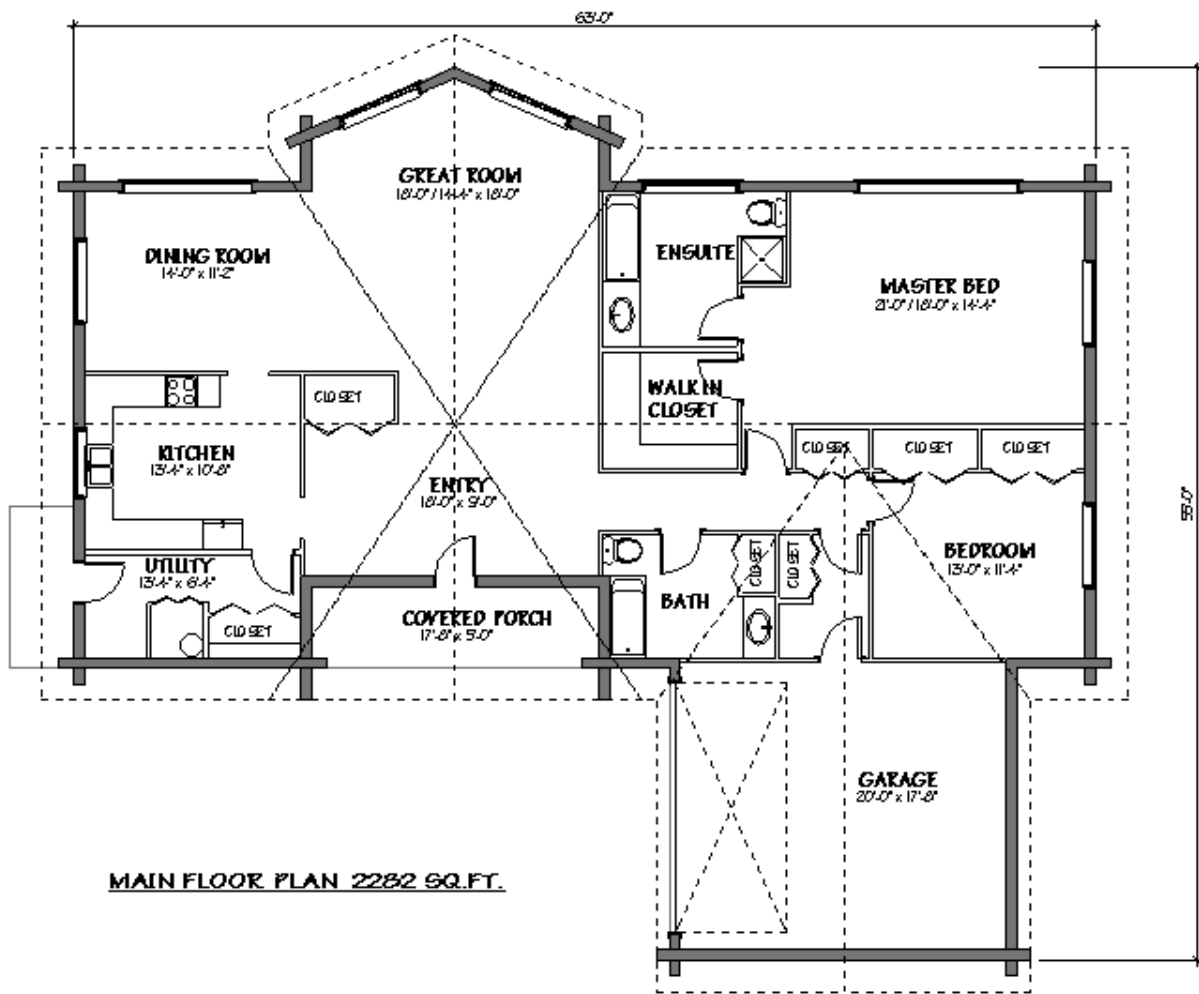 63'-0"
GREAT ROOM
18'-0" / 14'-4" x 18'-0"
DINING ROOM
14'-0" x 11'-2"
ENSUITE
MASTER BED
21'-0" / 18'-0" x 14'-4"
CLOSET
WALK IN
CLOSET
KITCHEN
13'-4" x 10'-8"
CLOSET
CLOSET
CLOSET
ENTRY
18'-0" x 9'-0"
55'-0"
UTILITY
13'-4" x 6'-4"
CLOSET
CLOSET
BEDROOM
13'-0" x 11'-4"
BATH
COVERED PORCH
17'-8" x 9'-0"
CLOSET
GARAGE
20'-0" x 17'-8"
MAIN FLOOR PLAN 2282 SQ.FT.